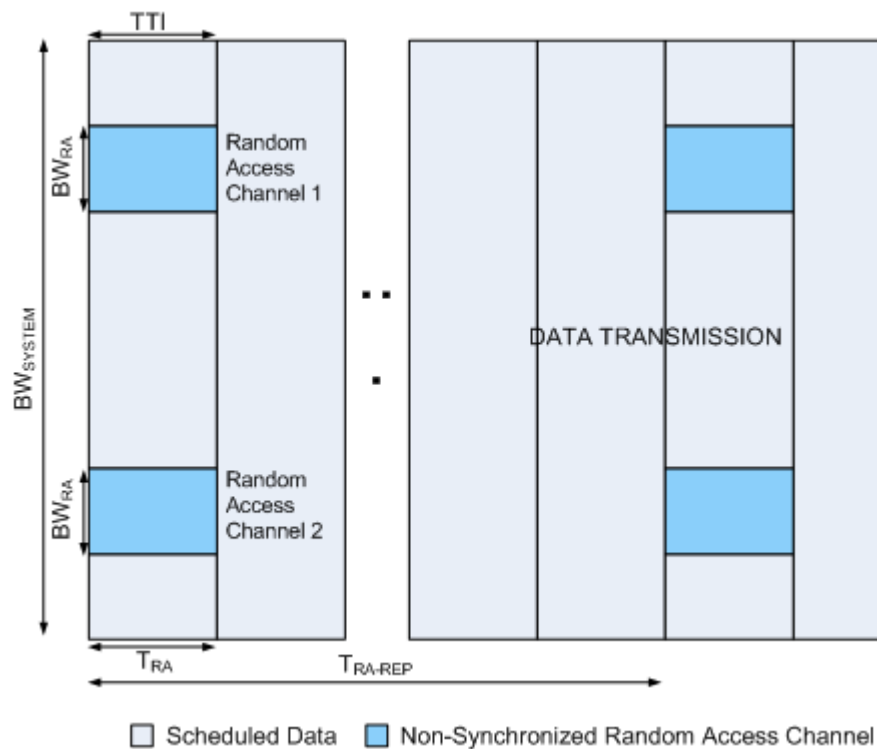 TTI
BW_RA
Random
Access
Channel 1
BW_SYSTEM
DATA TRANSMISSION
BW_RA
Random
Access
Channel 2
T_RA
T_RA-REP
Scheduled Data
Non-Synchronized Random Access Channel